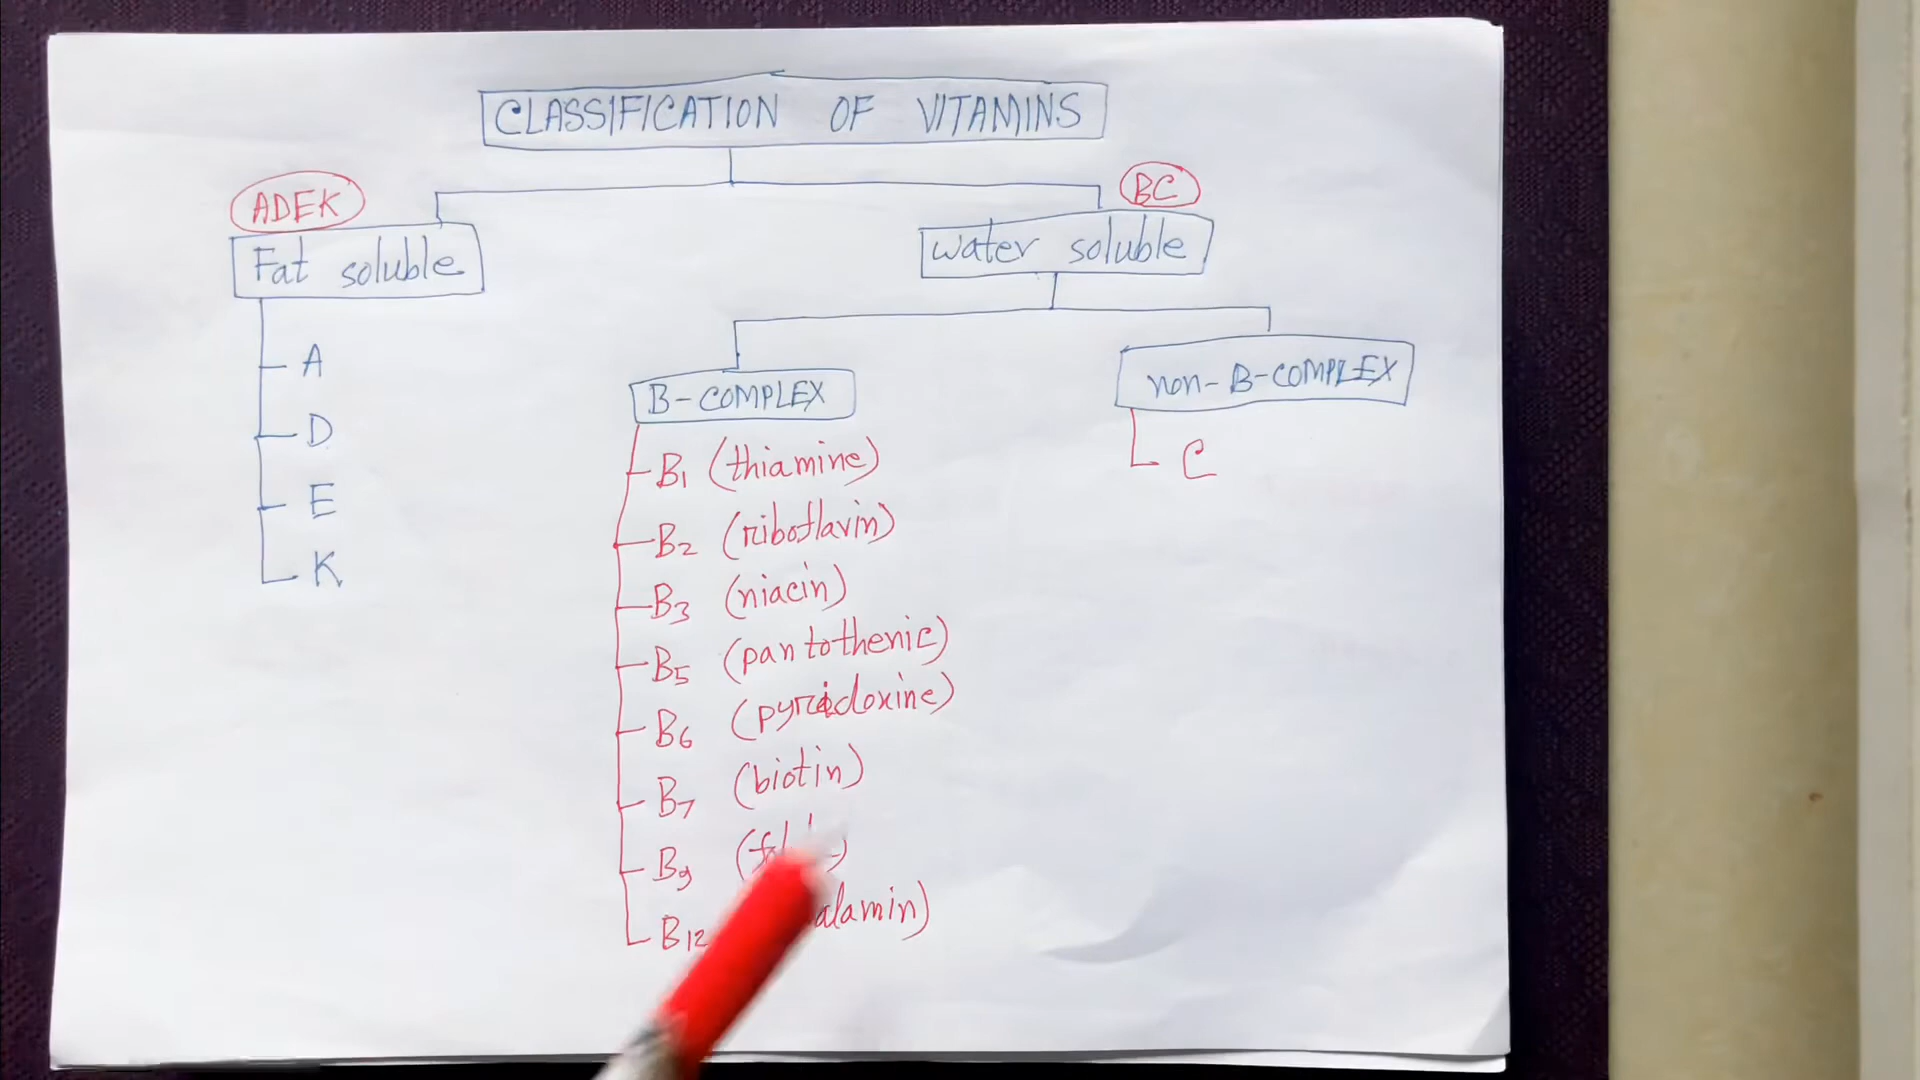 CLASSIFICATION OF VITAMINS
ADEK
BC
Fat soluble
water soluble
A
D
E
K
B-COMPLEX
non-B-COMPLEX
B1 (thiamine)
C
B2 (riboflavin)
B3 (niacin)
B5 (pantothenic)
B6 (pyridoxine)
B7 (biotin)
B9
B12